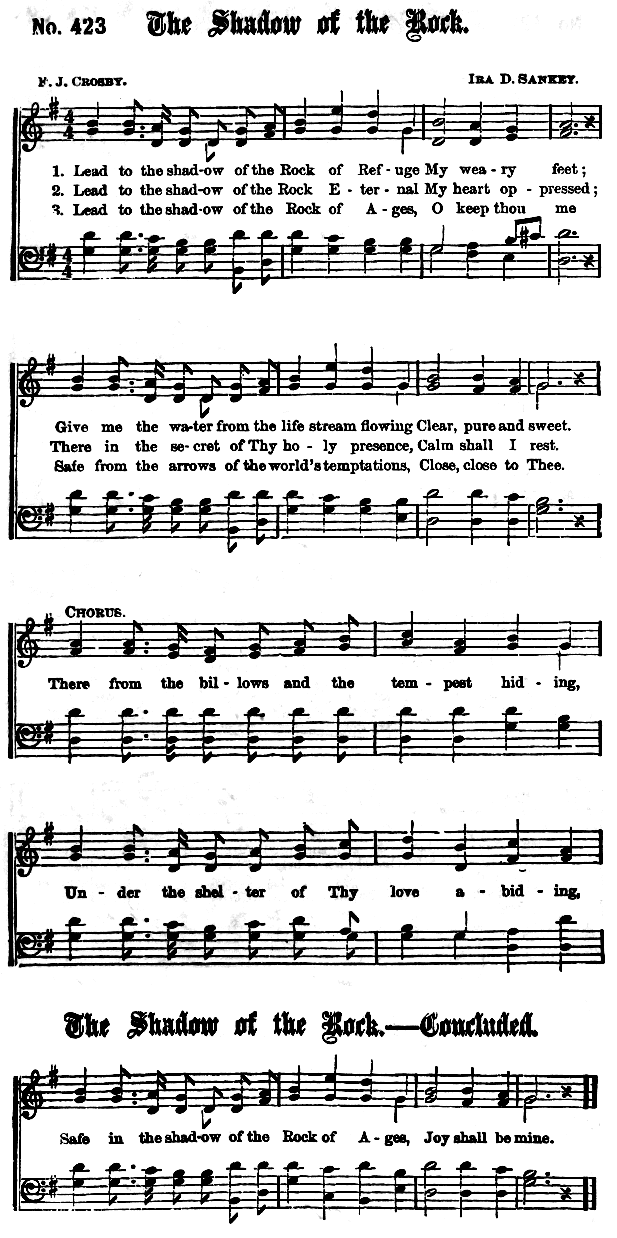 No. 423 The Shadow of the Rock.
F. J. CROSBY. IRA D. SANKEY.
1. Lead to the shad-ow of the Rock of Ref-uge My wea-ry feet;
2. Lead to the shad-ow of the Rock E-ter-nal My heart op-pressed;
3. Lead to the shad-ow of the Rock of A-ges, O keep thou me
Give me the wa-ter from the life stream flowing Clear, pure and sweet.
There in the se-cret of Thy ho-ly presence, Calm shall I rest.
Safe from the arrows of the world's temptations, Close, close to Thee.
CHORUS.
There from the bil-lows and the tem-pest hid-ing,
Un-der the shel-ter of Thy love a-bid-ing,
The Shadow of the Rock.—Concluded.
Safe in the shad-ow of the Rock of A-ges, Joy shall be mine.